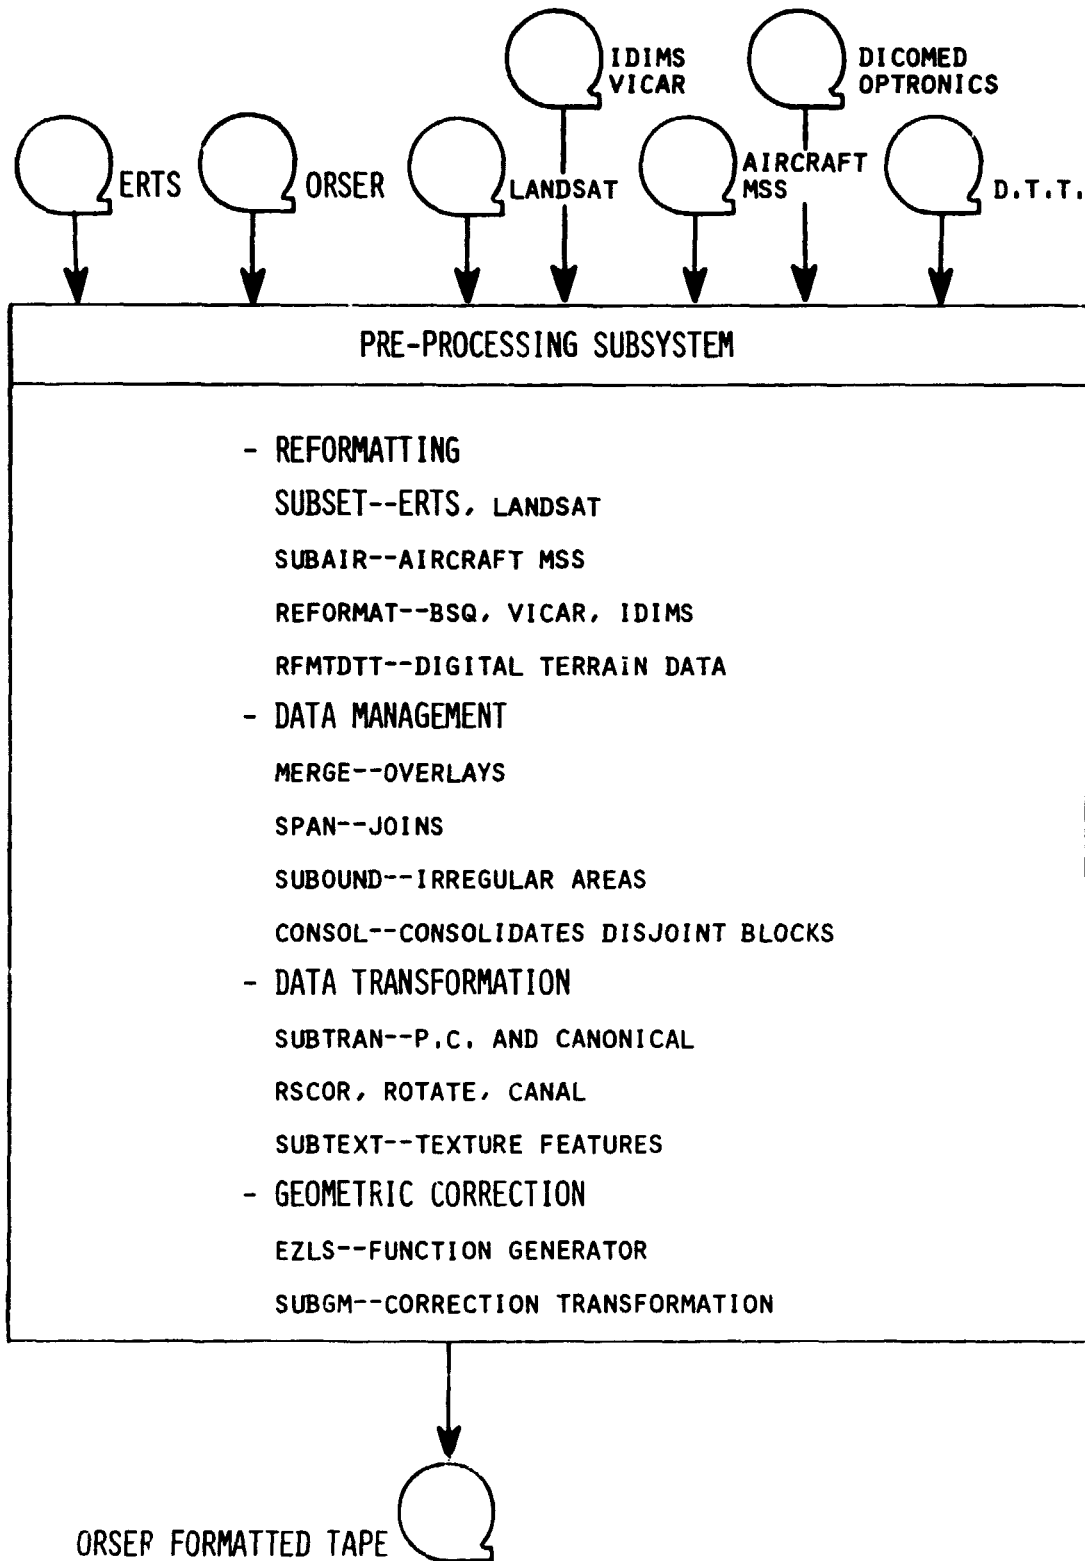 IDIMS
VICAR
DICOMED
OPTRONICS
ERTS
ORSER
LANDSAT
AIRCRAFT
MSS
D.T.T.
PRE-PROCESSING SUBSYSTEM
- REFORMATTING
SUBSET--ERTS, LANDSAT
SUBAIR--AIRCRAFT MSS
REFORMAT--BSQ, VICAR, IDIMS
RFMTDTT--DIGITAL TERRAIN DATA
- DATA MANAGEMENT
MERGE--OVERLAYS
SPAN--JOINS
SUBOUND--IRREGULAR AREAS
CONSOL--CONSOLIDATES DISJOINT BLOCKS
- DATA TRANSFORMATION
SUBTRAN--P.C. AND CANONICAL
RSCOR, ROTATE, CANAL
SUBTEXT--TEXTURE FEATURES
- GEOMETRIC CORRECTION
EZLS--FUNCTION GENERATOR
SUBGM--CORRECTION TRANSFORMATION
ORSER FORMATTED TAPE